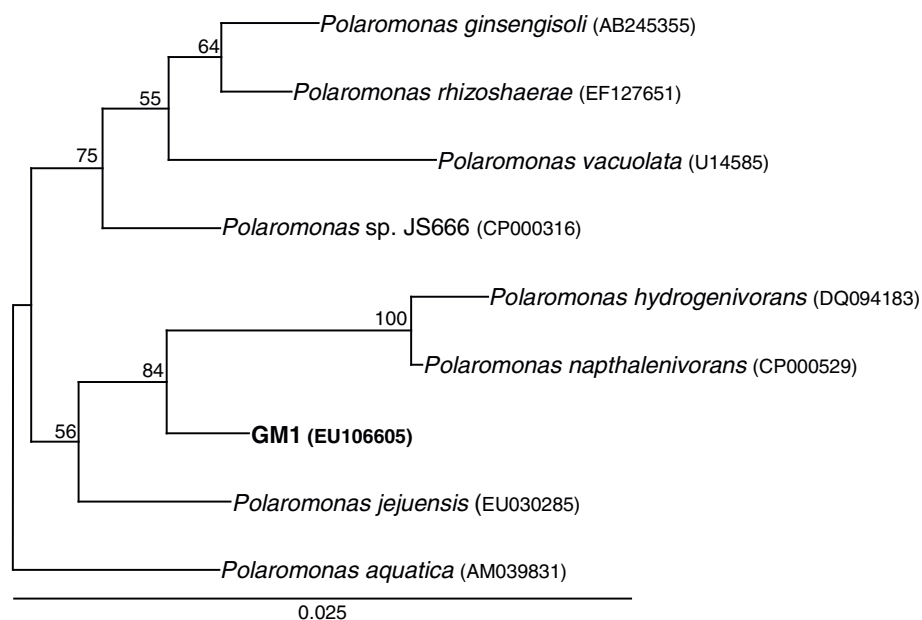 Polaromonas ginsengisoli (AB245355)
64
Polaromonas rhizoshaerae (EF127651)
55
Polaromonas vacuolata (U14585)
75
Polaromonas sp. JS666 (CP000316)
Polaromonas hydrogenivorans (DQ094183)
100
Polaromonas napthalenivorans (CP000529)
84
GM1 (EU106605)
56
Polaromonas jejuensis (EU030285)
Polaromonas aquatica (AM039831)
0.025